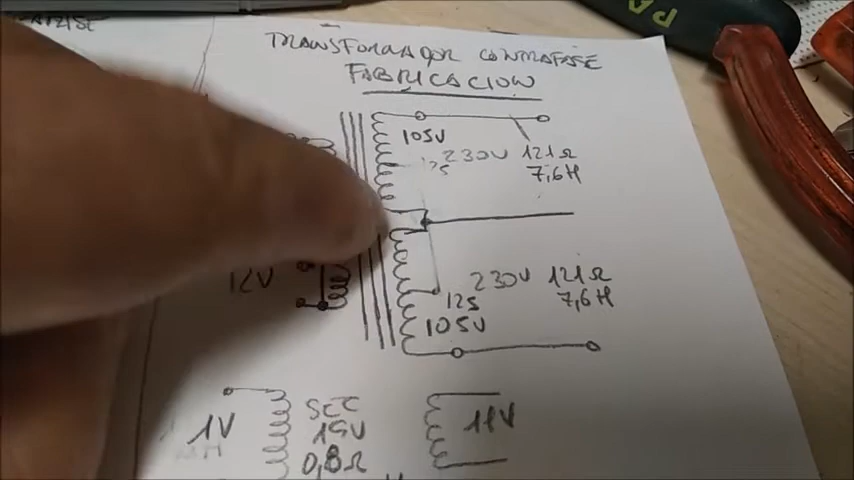 TRANSFORMADOR CONTRAFASE
FABRICACION
105V
230V 121Ω
125
7,6H
12V
230V 121Ω
125
7,6H
105V
1V
SEC
15V
0,8Ω
11V